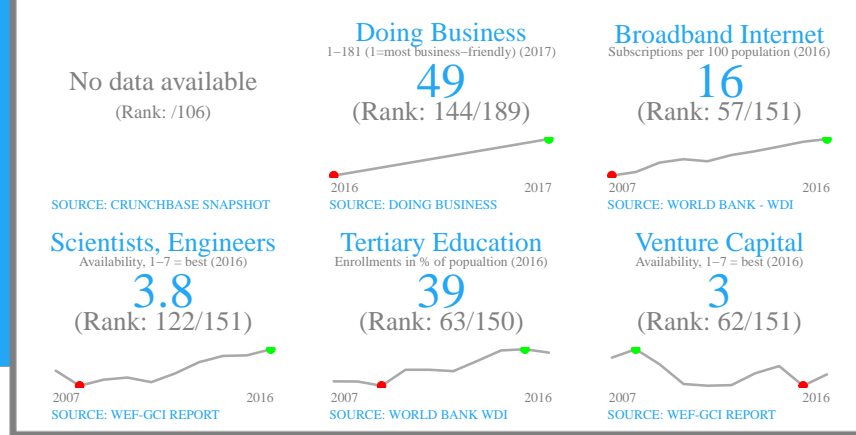 No data available
(Rank: /106)
SOURCE: CRUNCHBASE SNAPSHOT
Doing Business
1−181 (1=most business−friendly) (2017)
49
(Rank: 144/189)
2016 2017
SOURCE: DOING BUSINESS
Broadband Internet
Subscriptions per 100 population (2016)
16
(Rank: 57/151)
2007 2016
SOURCE: WORLD BANK - WDI
Scientists, Engineers
Availability, 1−7 = best (2016)
3.8
(Rank: 122/151)
2007 2016
SOURCE: WEF-GCI REPORT
Tertiary Education
Enrollments in % of popualtion (2016)
39
(Rank: 63/150)
2007 2016
SOURCE: WORLD BANK WDI
Venture Capital
Availability, 1−7 = best (2016)
3
(Rank: 62/151)
2007 2016
SOURCE: WEF-GCI REPORT